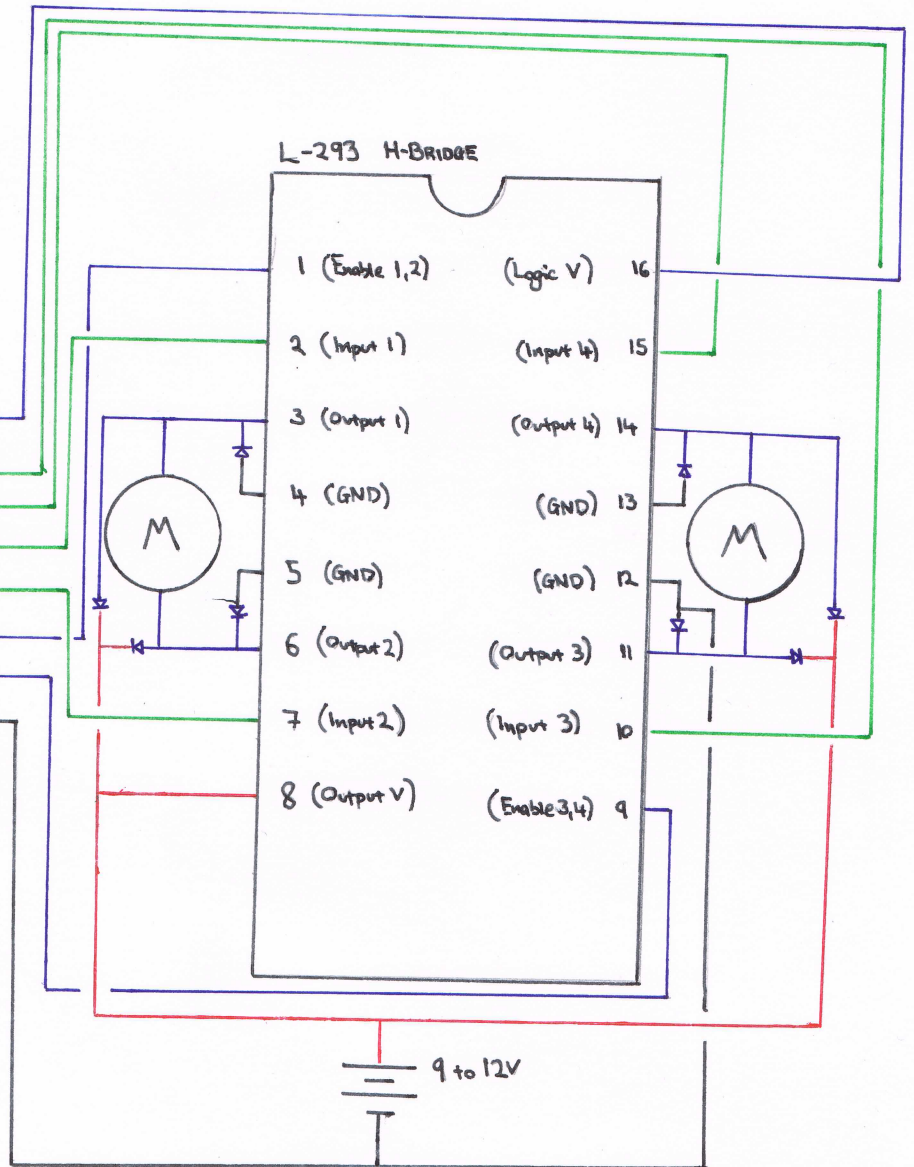 L-293 H-BRIDGE
1 (Enable 1,2)
(Logic V) 16
2 (Input 1)
(Input 4) 15
3 (Output 1)
(Output 4) 14
4 (GND)
(GND) 13
M
M
5 (GND)
(GND) 12
6 (Output 2)
(Output 3) 11
7 (Input 2)
(Input 3) 10
8 (Output V)
(Enable 3,4) 9
9 to 12V